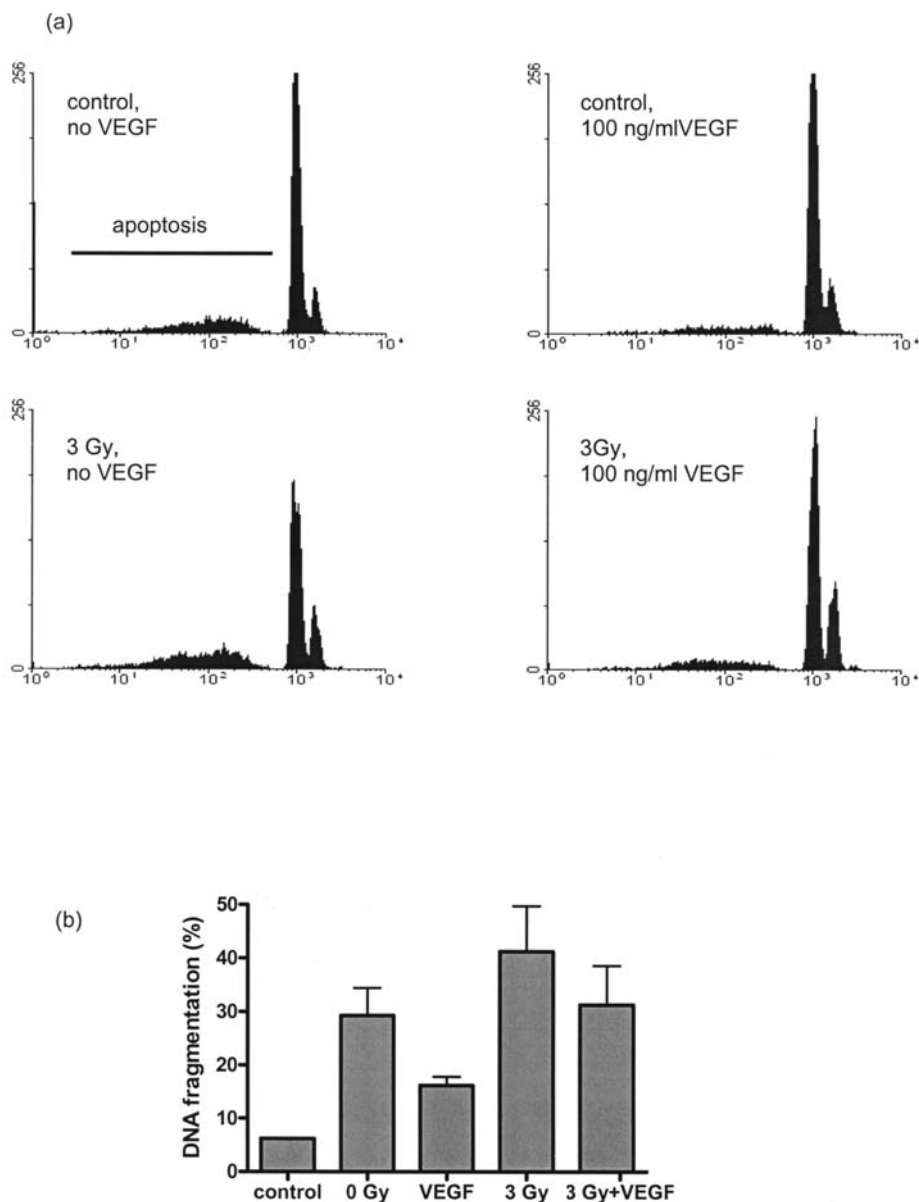 (a)
256
control,
no VEGF
apoptosis
0
10⁰ 10¹ 10² 10³ 10⁴
256
control,
100 ng/mlVEGF
0
10⁰ 10¹ 10² 10³ 10⁴
256
3 Gy,
no VEGF
0
10⁰ 10¹ 10² 10³ 10⁴
256
3Gy,
100 ng/ml VEGF
0
10⁰ 10¹ 10² 10³ 10⁴
(b)
DNA fragmentation (%)
50
40
30
20
10
0
control 0 Gy VEGF 3 Gy 3 Gy+VEGF